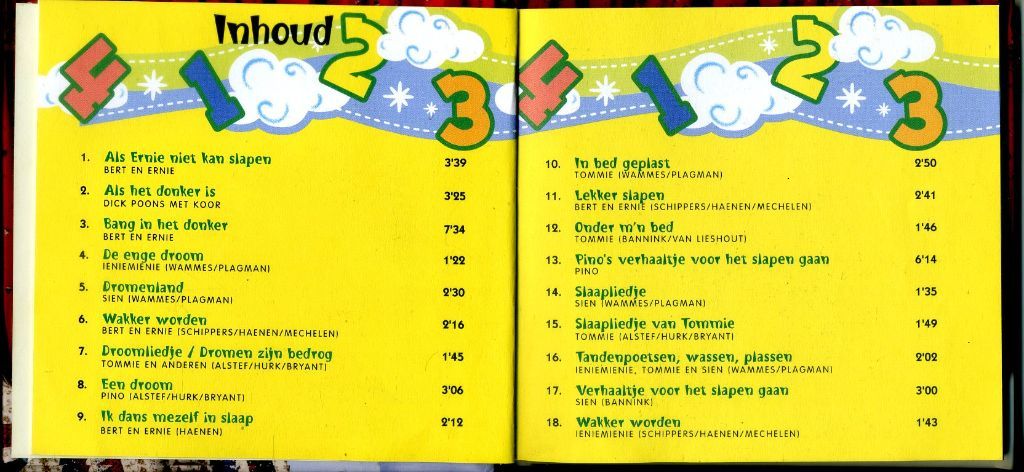 Inhoud
4 1 2 3
4 1 2 3
1. Als Ernie niet kan slapen 3'39
BERT EN ERNIE
2. Als het donker is 3'25
DICK POONS MET KOOR
3. Bang in het donker 7'34
BERT EN ERNIE
4. De enge droom 1'22
IENIEMIENIE (WAMMES/PLAGMAN)
5. Dromenland 2'30
SIEN (WAMMES/PLAGMAN)
6. Wakker worden 2'16
BERT EN ERNIE (SCHIPPERS/HAENEN/MECHELEN)
7. Droomliedje / Dromen zijn bedrog 1'45
TOMMIE EN ANDEREN (ALSTEF/HURK/BRYANT)
8. Een droom 3'06
PINO (ALSTEF/HURK/BRYANT)
9. Ik dans mezelf in slaap 2'12
BERT EN ERNIE (HAENEN)
10. In bed geplast 2'50
TOMMIE (WAMMES/PLAGMAN)
11. Lekker slapen 2'41
BERT EN ERNIE (SCHIPPERS/HAENEN/MECHELEN)
12. Onder m'n bed 1'46
TOMMIE (BANNINK/VAN LIESHOUT)
13. Pino's verhaaltje voor het slapen gaan 6'14
PINO
14. Slaapliedje 1'35
SIEN (WAMMES/PLAGMAN)
15. Slaapliedje van Tommie 1'49
TOMMIE (ALSTEF/HURK/BRYANT)
16. Tandenpoetsen, wassen, plassen 2'02
IENIEMIENIE, TOMMIE EN SIEN (WAMMES/PLAGMAN)
17. Verhaaltje voor het slapen gaan 3'00
SIEN (BANNINK)
18. Wakker worden 1'43
IENIEMIENIE (SCHIPPERS/HAENEN/MECHELEN)